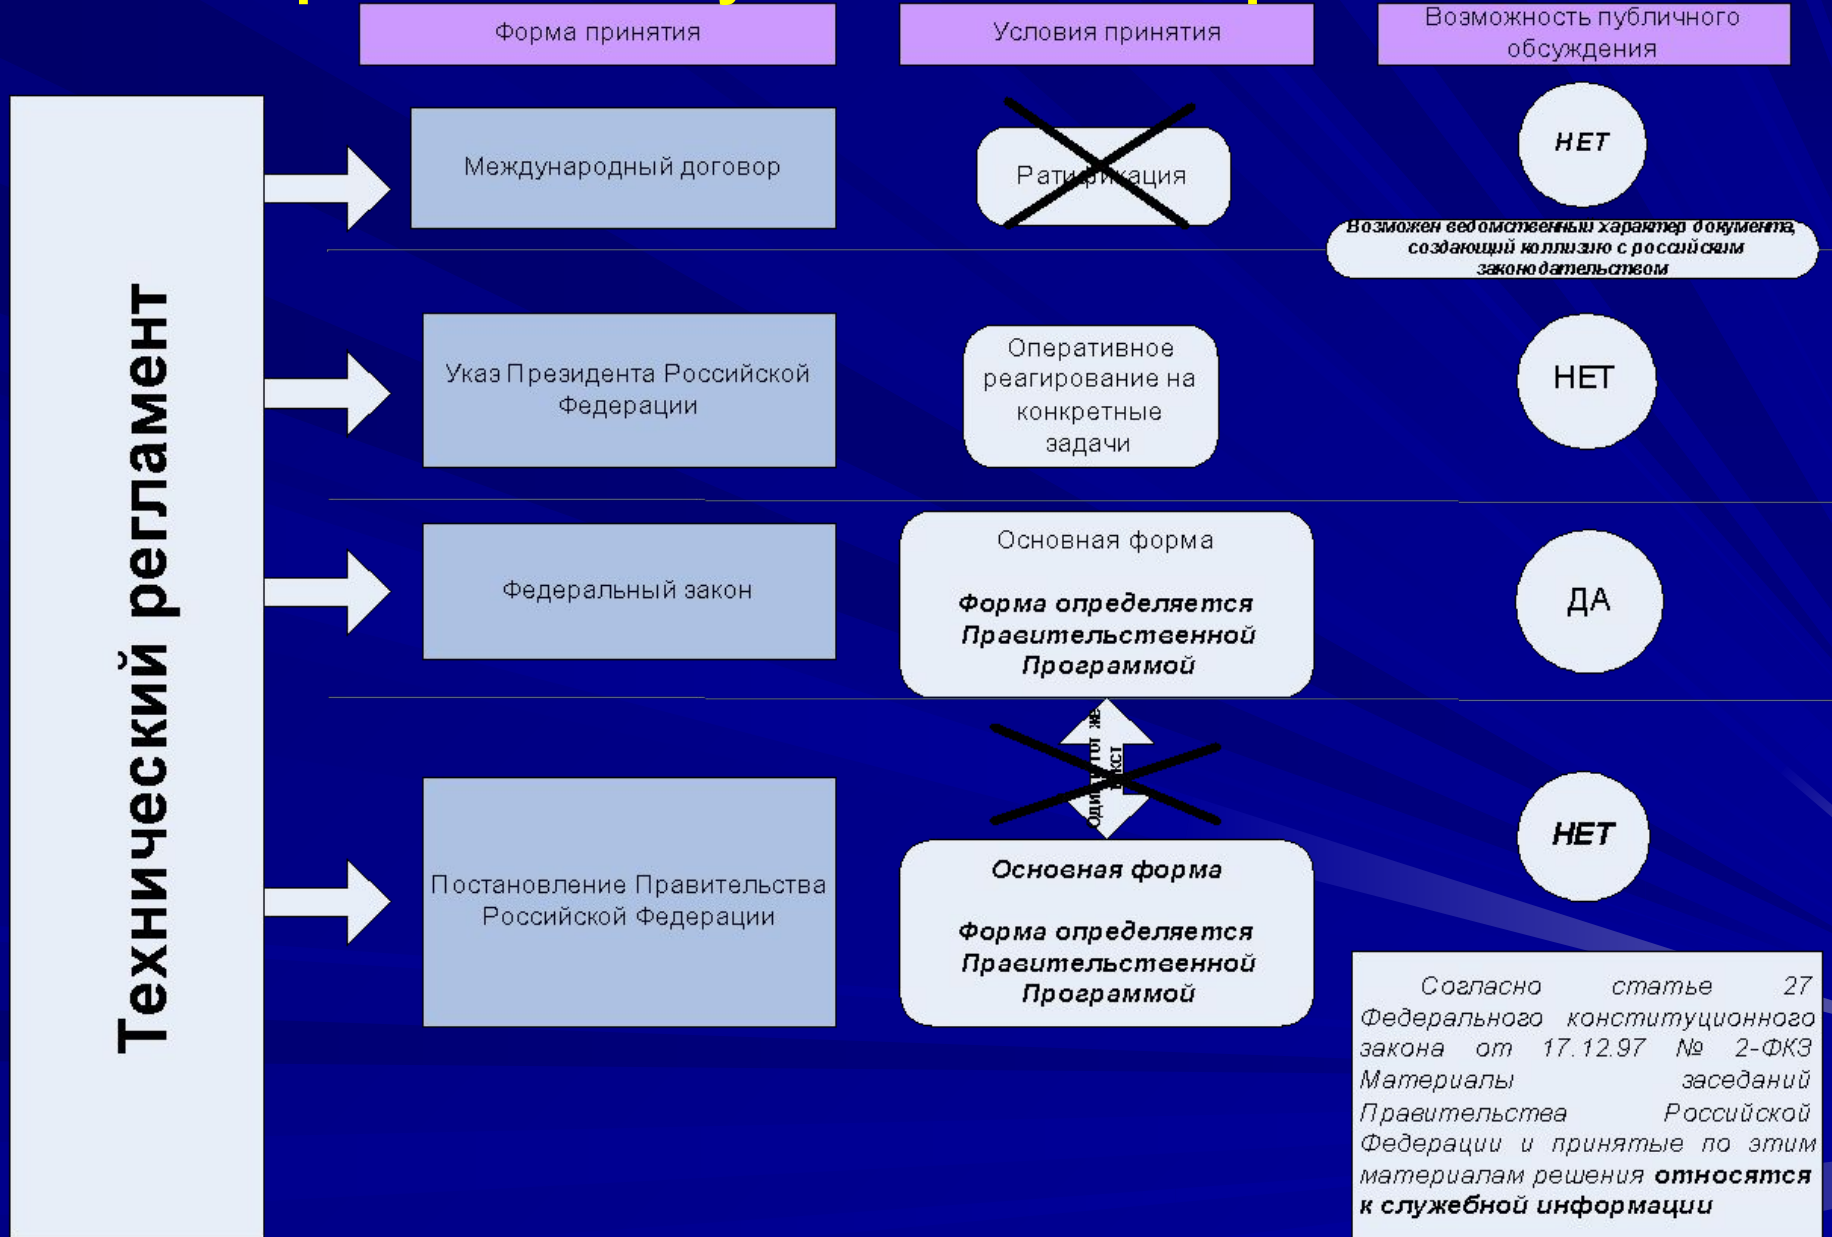 Форма принятия
Условия принятия
Возможность публичного
обсуждения
Технический регламент
Международный договор
Ратификация
НЕТ
Возможен ведомственный характер документа,
создающий коллизию с российским
законодательством
Указ Президента Российской
Федерации
Оперативное
реагирование на
конкретные
задачи
НЕТ
Федеральный закон
Основная форма
Форма определяется
Правительственной
Программой
ДА
Один и тот же
текст
Постановление Правительства
Российской Федерации
Основная форма
Форма определяется
Правительственной
Программой
НЕТ
Согласно статье 27
Федерального конституционного
закона от 17.12.97 № 2-ФКЗ
Материалы заседаний
Правительства Российской
Федерации и принятые по этим
материалам решения относятся
к служебной информации